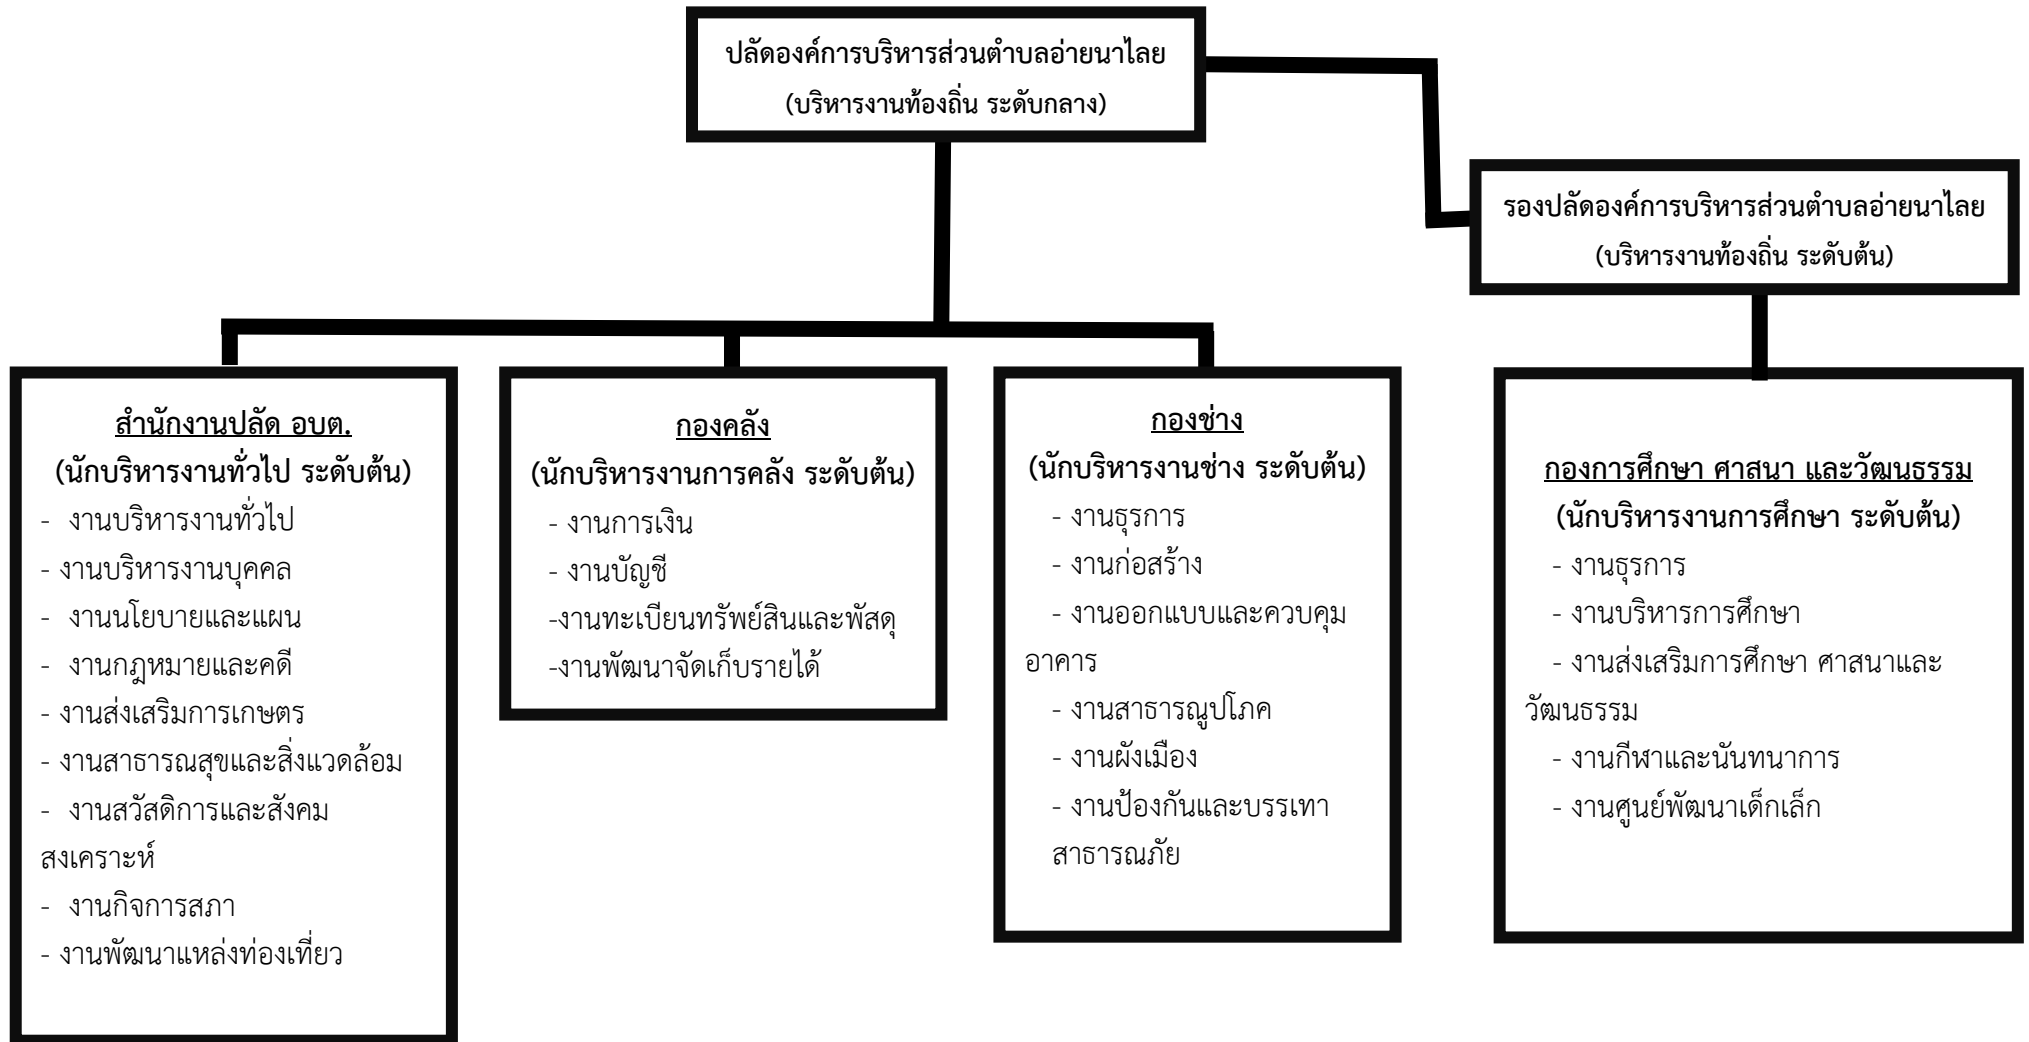 ปลัดองค์การบริหารส่วนตำบลอ่ายนาไลย
(บริหารงานท้องถิ่น ระดับกลาง)
รองปลัดองค์การบริหารส่วนตำบลอ่ายนาไลย
(บริหารงานท้องถิ่น ระดับต้น)
สำนักงานปลัด อบต.
(นักบริหารงานทั่วไป ระดับต้น)
- งานบริหารงานทั่วไป
- งานบริหารงานบุคคล
- งานนโยบายและแผน
- งานกฎหมายและคดี
- งานส่งเสริมการเกษตร
- งานสาธารณสุขและสิ่งแวดล้อม
- งานสวัสดิการและสังคม
สงเคราะห์
- งานกิจการสภา
- งานพัฒนาแหล่งท่องเที่ยว
กองคลัง
(นักบริหารงานการคลัง ระดับต้น)
- งานการเงิน
- งานบัญชี
-งานทะเบียนทรัพย์สินและพัสดุ
-งานพัฒนาจัดเก็บรายได้
กองช่าง
(นักบริหารงานช่าง ระดับต้น)
- งานธุรการ
- งานก่อสร้าง
- งานออกแบบและควบคุม
อาคาร
- งานสาธารณูปโภค
- งานผังเมือง
- งานป้องกันและบรรเทา
สาธารณภัย
กองการศึกษา ศาสนา และวัฒนธรรม
(นักบริหารงานการศึกษา ระดับต้น)
- งานธุรการ
- งานบริหารการศึกษา
- งานส่งเสริมการศึกษา ศาสนาและ
วัฒนธรรม
- งานกีฬาและนันทนาการ
- งานศูนย์พัฒนาเด็กเล็ก